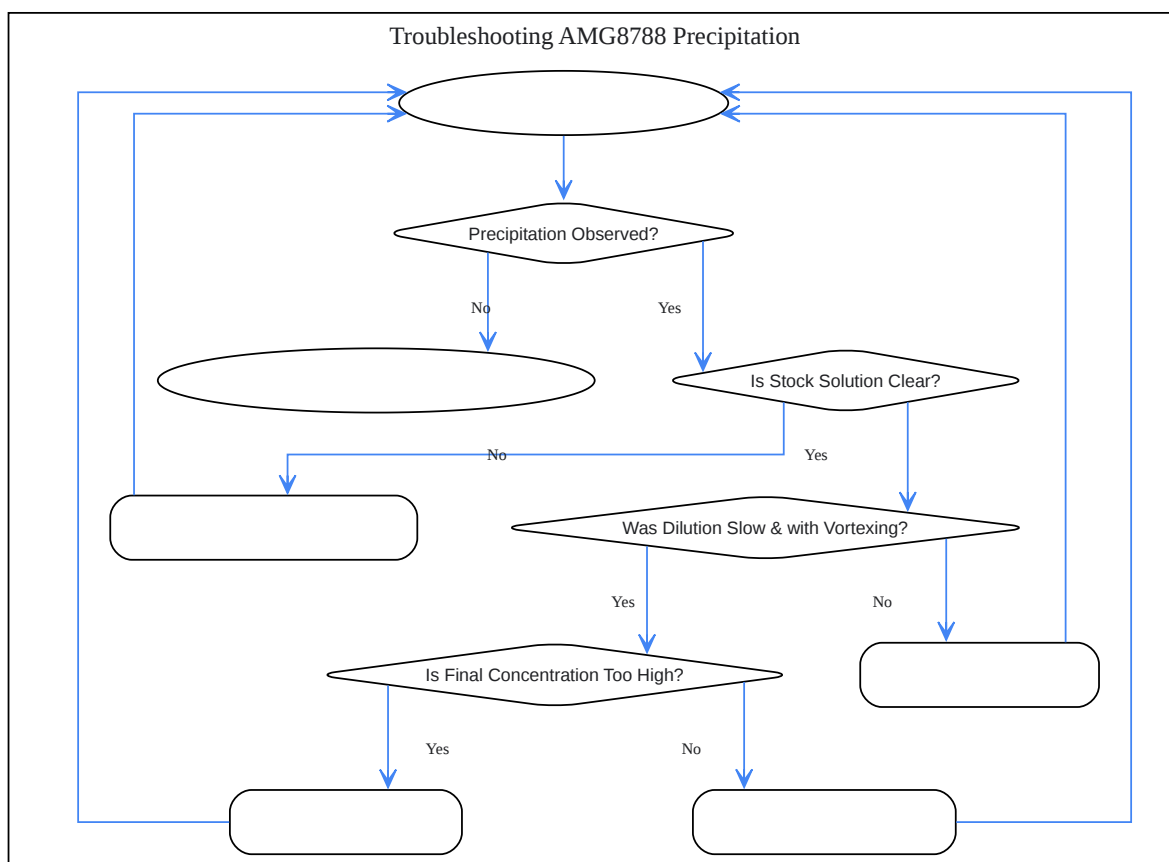 Troubleshooting AMG8788 Precipitation
Precipitation Observed?
No
Yes
Is Stock Solution Clear?
No
Yes
Was Dilution Slow & with Vortexing?
Yes
No
Is Final Concentration Too High?
Yes
No